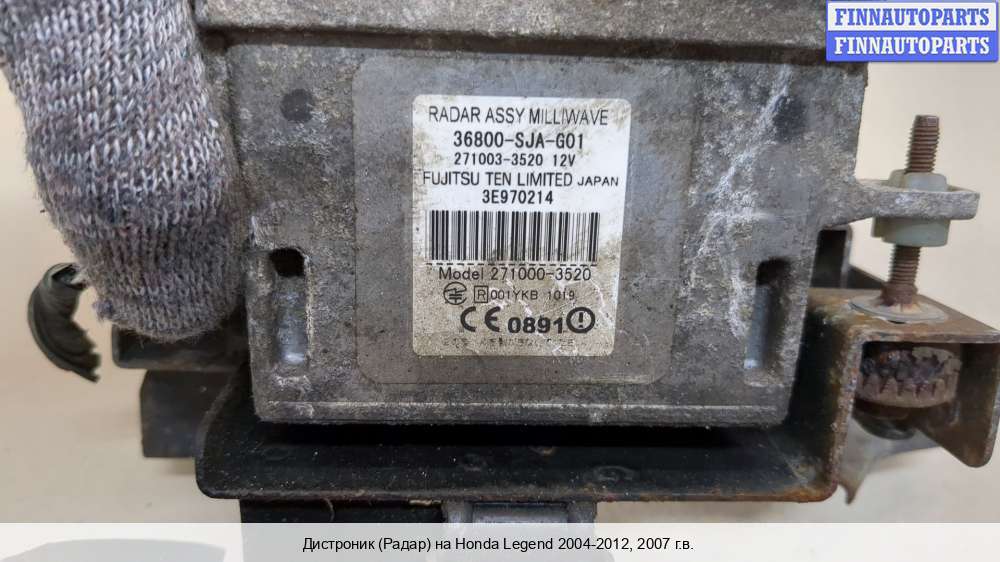 FINNAUTOPARTS
FINNAUTOPARTS
RADAR ASSY MILLIWAVE
36800-SJA-G01
271003-3520 12V
FUJITSU TEN LIMITED JAPAN
3E970214
Model 271000-3520
R 001YKB 1019
CE 0891
Дистроник (Радар) на Honda Legend 2004-2012, 2007 г.в.